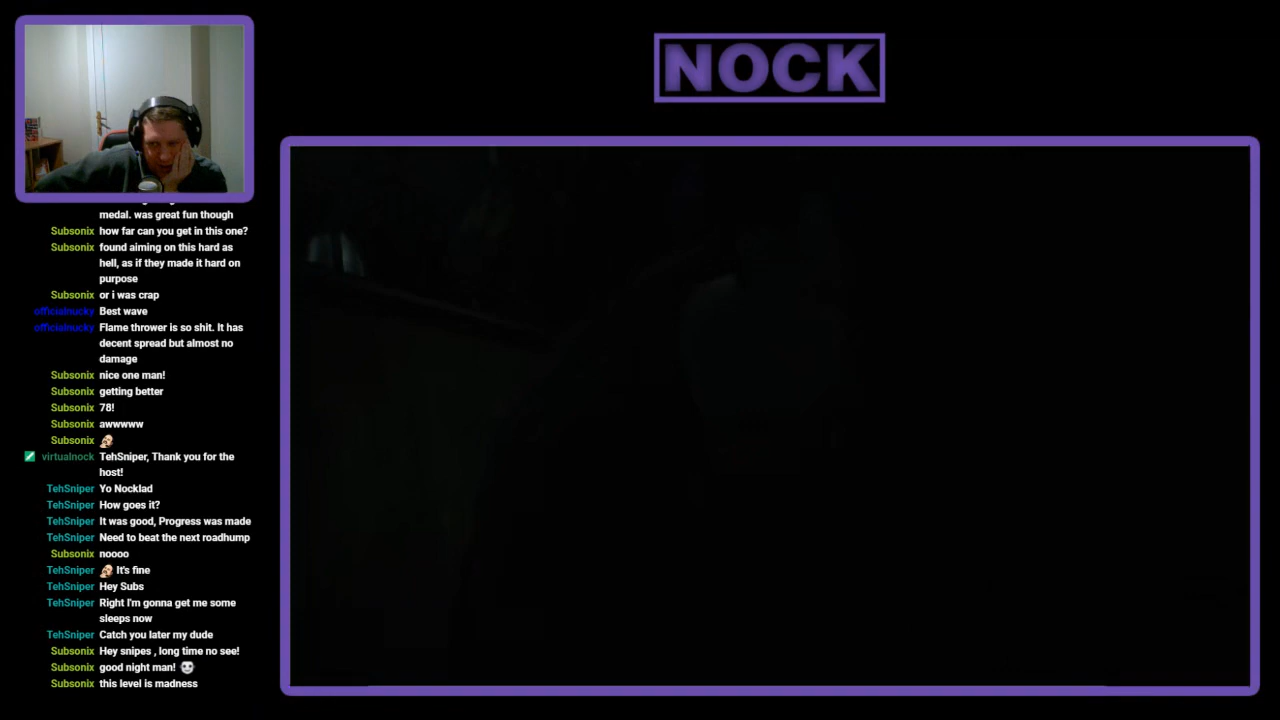 NOCK
medal. was great fun though
Subsonix how far can you get in this one?
Subsonix found aiming on this hard as
hell, as if they made it hard on
purpose
Subsonix or i was crap
officialnucky Best wave
officialnucky Flame thrower is so shit. It has
decent spread but almost no
damage
Subsonix nice one man!
Subsonix getting better
Subsonix 78!
Subsonix awwwww
Subsonix
virtualnock TehSniper, Thank you for the
host!
TehSniper Yo Nocklad
TehSniper How goes it?
TehSniper It was good, Progress was made
TehSniper Need to beat the next roadhump
Subsonix noooo
TehSniper It's fine
TehSniper Hey Subs
TehSniper Right I'm gonna get me some
sleeps now
TehSniper Catch you later my dude
Subsonix Hey snipes , long time no see!
Subsonix good night man!
Subsonix this level is madness